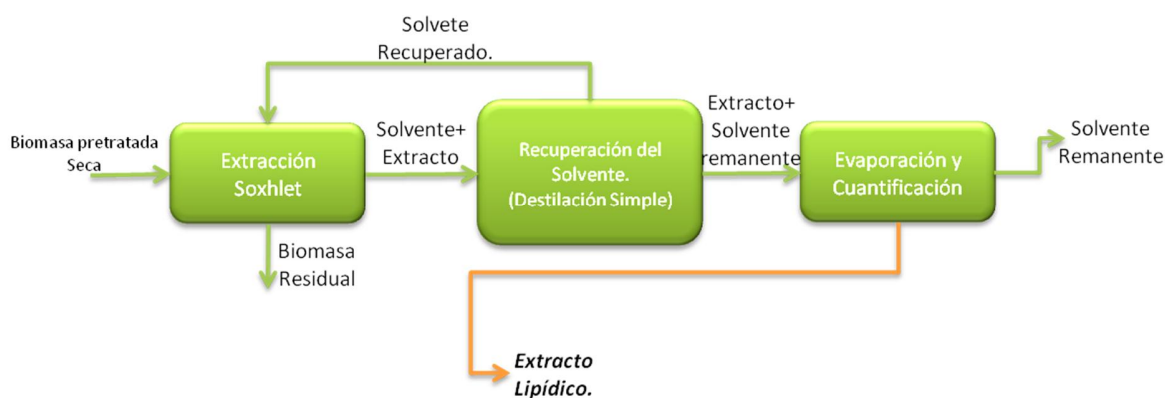 Solvete
Recuperado.
Biomasa pretratada
Seca
Extracción
Soxhlet
Solvente+
Extracto
Recuperación del
Solvente.
(Destilación Simple)
Extracto+
Solvente
remanente
Evaporación y
Cuantificación
Solvente
Remanente
Biomasa
Residual
Extracto
Lipídico.